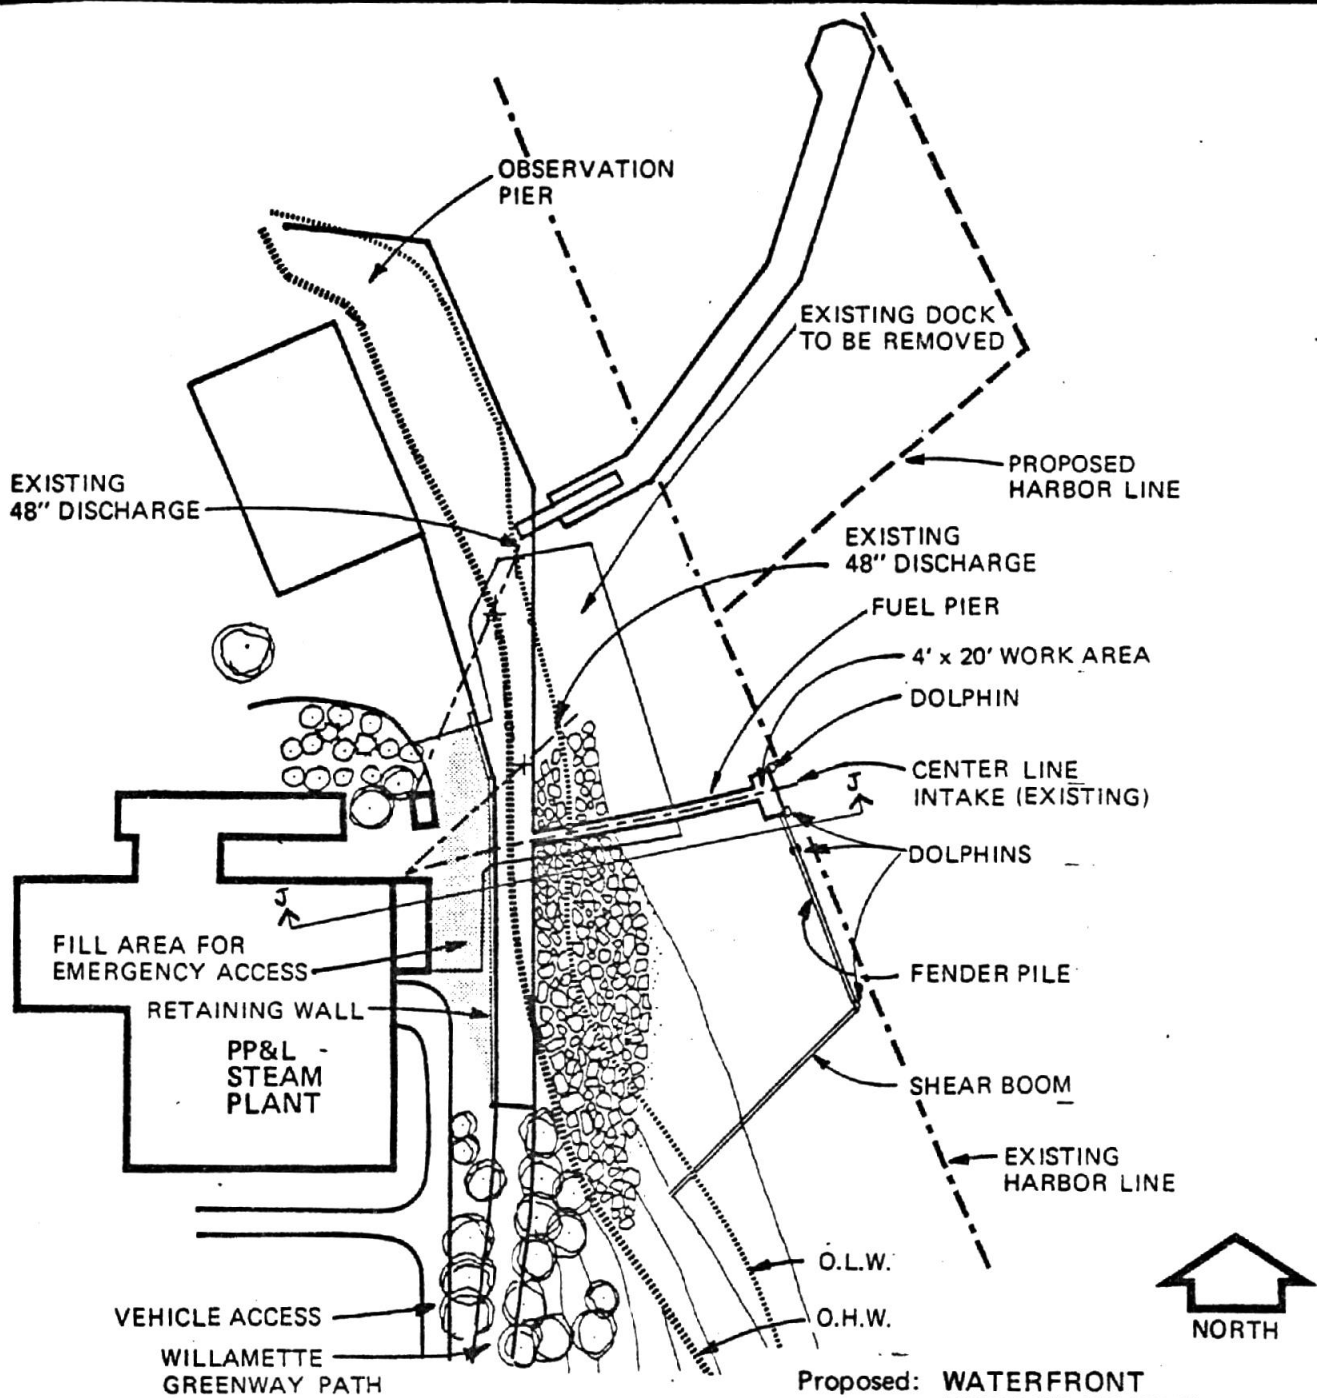 OBSERVATION
PIER
EXISTING DOCK
TO BE REMOVED
PROPOSED
HARBOR LINE
EXISTING
48" DISCHARGE
EXISTING
48" DISCHARGE
FUEL PIER
4' x 20' WORK AREA
DOLPHIN
CENTER LINE
INTAKE (EXISTING)
J
DOLPHINS
J
FILL AREA FOR
EMERGENCY ACCESS
RETAINING WALL
FENDER PILE
PP&L -
STEAM
PLANT
SHEAR BOOM
EXISTING
HARBOR LINE
O.L.W.
O.H.W.
VEHICLE ACCESS
WILLAMETTE
GREENWAY PATH
NORTH
Proposed: WATERFRONT